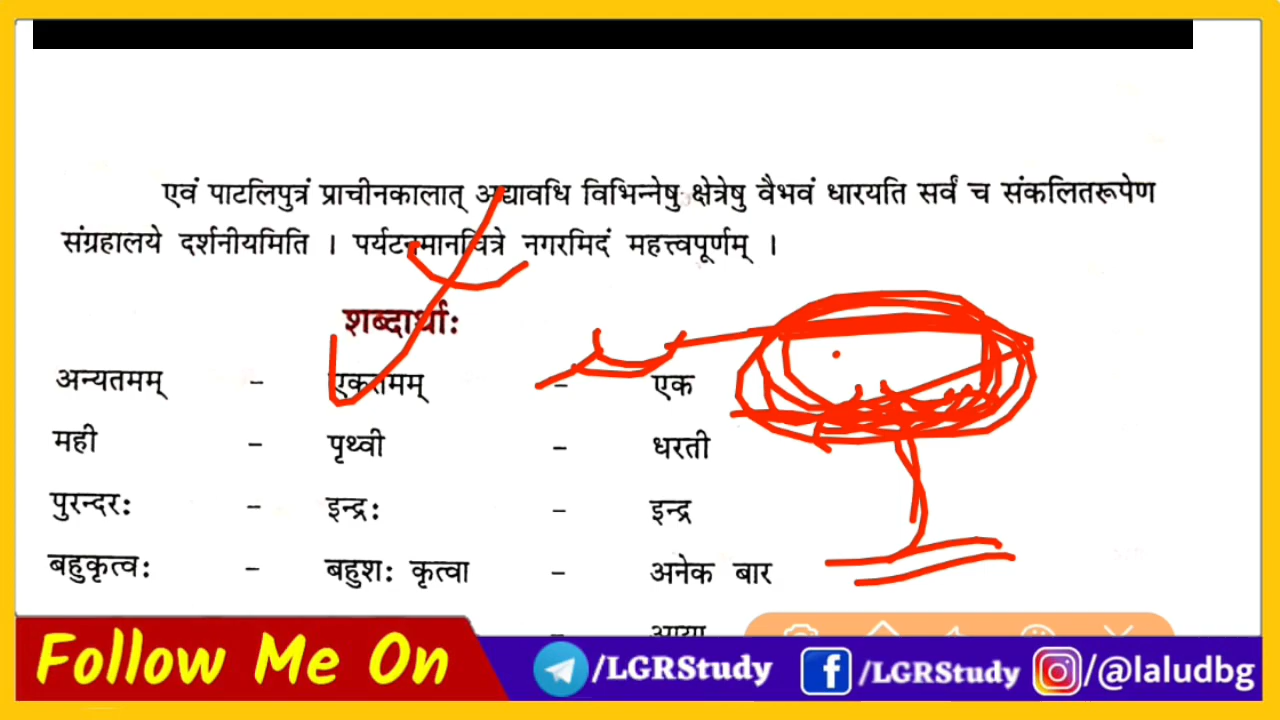 एवं पाटलिपुत्रं प्राचीनकालात् अद्यावधि विभिन्नेषु क्षेत्रेषु वैभवं धारयति सर्वं च संकलितरूपेण
संग्रहालये दर्शनीयमिति । पर्यटनमानचित्रे नगरमिदं महत्त्वपूर्णम् ।
शब्दार्थाः
अन्यतमम् - एकतमम् - एक
मही - पृथ्वी - धरती
पुरन्दरः - इन्द्रः - इन्द्र
बहुकृत्वः - बहुशः कृत्वा - अनेक बार
-
Follow Me On /LGRStudy /LGRStudy /@laludbg